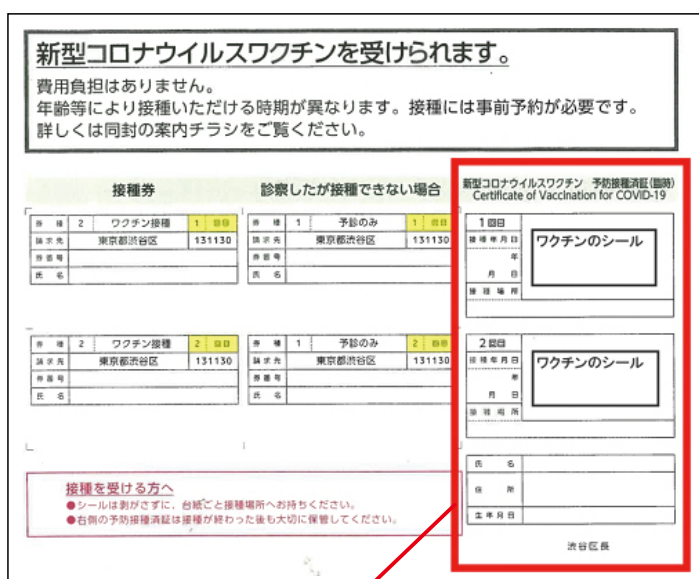 新型コロナウイルスワクチンを受けられます。
費用負担はありません。
年齢等により接種いただける時期が異なります。接種には事前予約が必要です。
詳しくは同封の案内チラシをご覧ください。
接種券
診察したが接種できない場合
新型コロナウイルスワクチン 予防接種済証(臨時)
Certificate of Vaccination for COVID-19
券種 2 ワクチン接種 1 回目
請求先 東京都渋谷区 131130
券番号
氏名
券種 1 予診のみ 1 回目
請求先 東京都渋谷区 131130
券番号
氏名
1回目
接種年月日
年
月 日
接種場所
ワクチンのシール
券種 2 ワクチン接種 2 回目
請求先 東京都渋谷区 131130
券番号
氏名
券種 1 予診のみ 2 回目
請求先 東京都渋谷区 131130
券番号
氏名
2回目
接種年月日
年
月 日
接種場所
ワクチンのシール
氏名
住所
生年月日
渋谷区長
接種を受ける方へ
●シールは剥がさずに、台紙ごと接種場所へお持ちください。
●右側の予防接種済証は接種が終わった後も大切に保管してください。